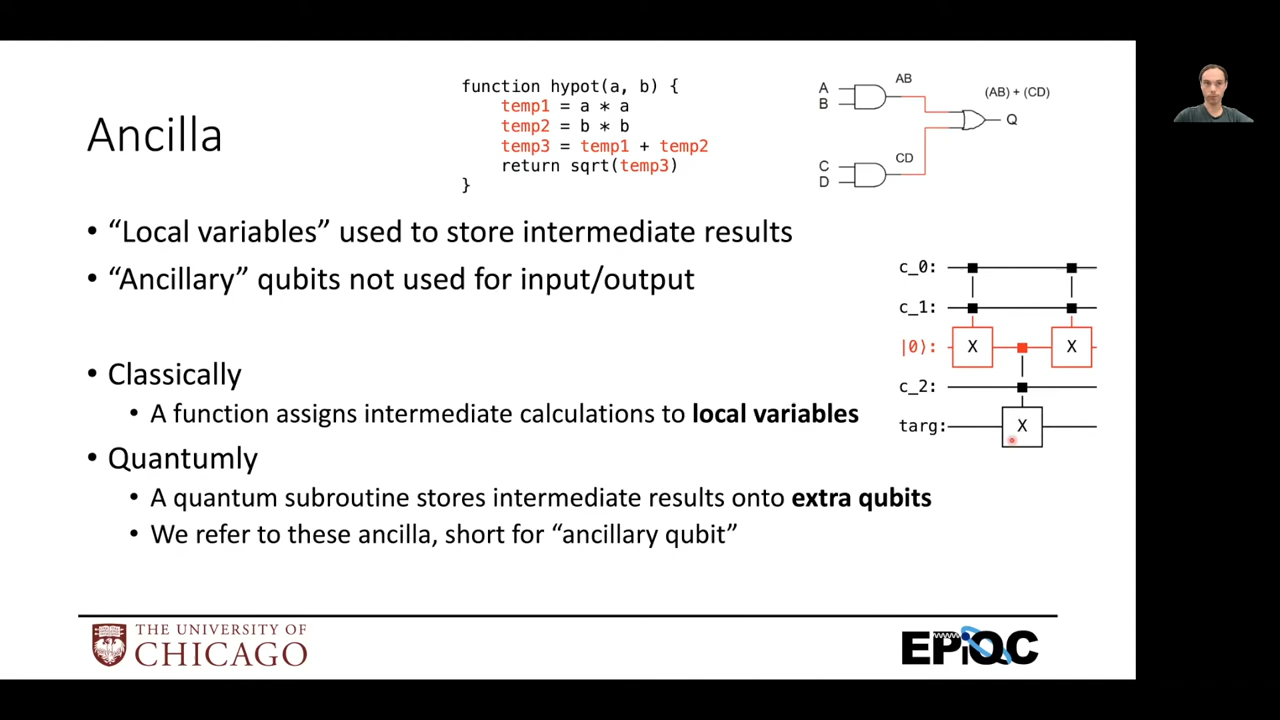 Ancilla
function hypot(a, b) {
temp1 = a * a
temp2 = b * b
temp3 = temp1 + temp2
return sqrt(temp3)
}
A
B
AB
(AB) + (CD)
Q
C
D
CD
• “Local variables” used to store intermediate results
• “Ancillary” qubits not used for input/output
c_0:
c_1:
|0⟩: X X
c_2:
targ: X
• Classically
• A function assigns intermediate calculations to local variables
• Quantumly
• A quantum subroutine stores intermediate results onto extra qubits
• We refer to these ancilla, short for “ancillary qubit”
THE UNIVERSITY OF
CHICAGO
EPiQC